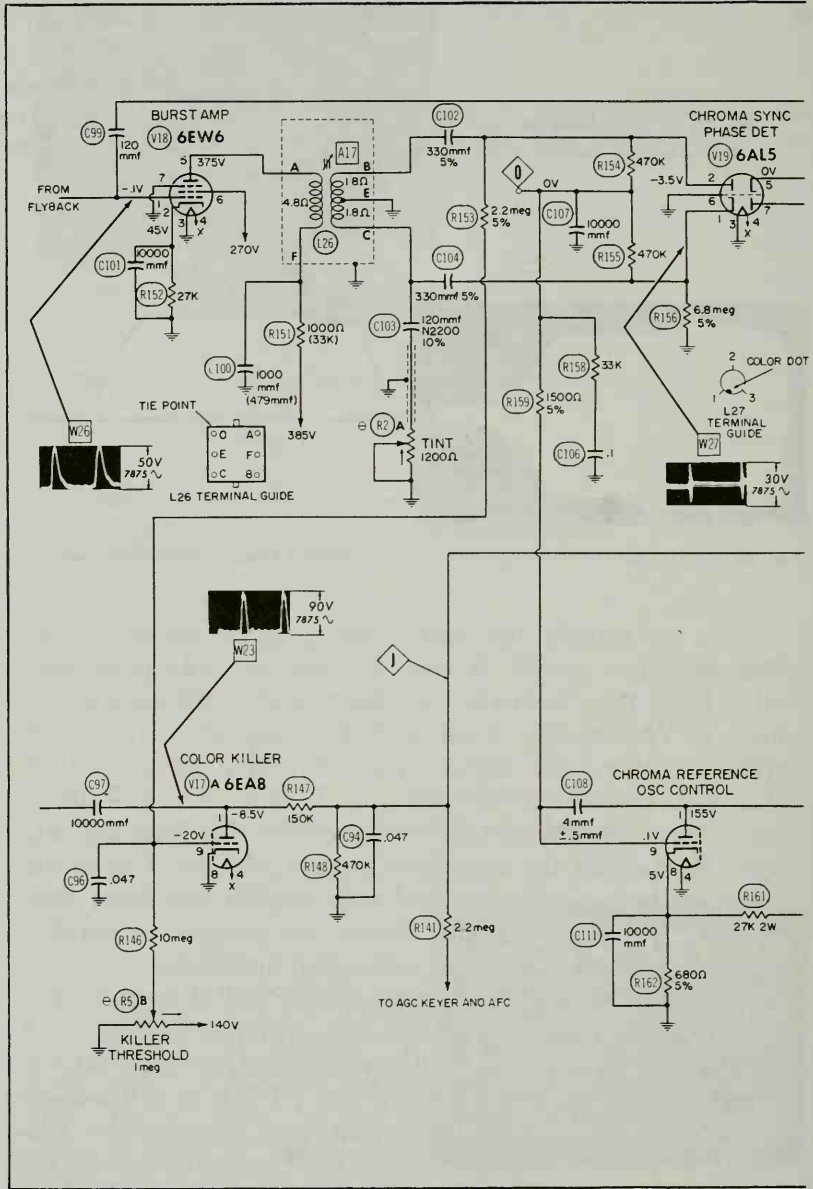 BURST AMP
V18 6EW6
C99
120
mmf
FROM
FLYBACK
-.1V
5
375V
7
1
2
6
3
4
X
45V
270V
C101
10000
mmf
R152
27K
A17
A
B
4.8Ω
1.8Ω
E
1.8Ω
C
F
L26
R151
1000Ω
(33K)
C100
1000
mmf
(479mmf)
385V
C102
330mmf
5%
C104
330mmf 5%
C103
120mmf
N2200
10%
R2 A
TINT
1200Ω
R153
2.2meg
5%
0V
C107
10000
mmf
R154
470K
R155
470K
CHROMA SYNC
PHASE DET
V19 6AL5
-3.5V
2
0V
5
6
7
1
3
4
X
R156
6.8meg
5%
R159
1500Ω
5%
R158
33K
C106
.1
2
COLOR DOT
1
3
L27
TERMINAL
GUIDE
W27
30V
7875 ∿
W26
50V
7875 ∿
TIE POINT
O A
E F
C B
L26 TERMINAL GUIDE
90V
7875 ∿
W23
J
COLOR KILLER
V17 A 6EA8
C97
10000mmf
1
-8.5V
R147
150K
-20V
9
8
4
X
C96
.047
R148
470K
C94
.047
R146
10meg
R5 B
140V
KILLER
THRESHOLD
1meg
R141
2.2meg
TO AGC KEYER AND AFC
C108
4mmf
±.5mmf
CHROMA REFERENCE
OSC CONTROL
1
155V
.1V
9
5V
8
4
R161
27K 2W
C111
10000
mmf
R162
680Ω
5%